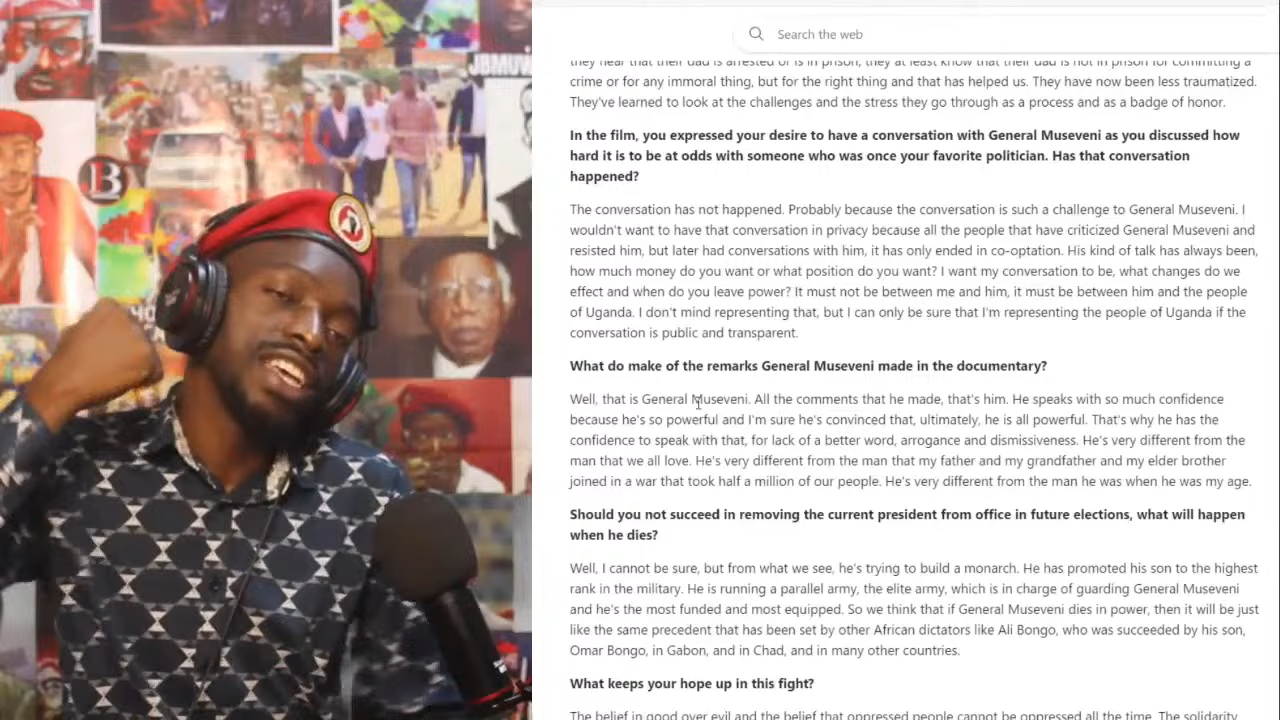 JBMUW
B
Search the web
they hear that their dad is arrested or is in prison, they at least know that their dad is not in prison for committing a
crime or for any immoral thing, but for the right thing and that has helped us. They have now been less traumatized.
They've learned to look at the challenges and the stress they go through as a process and as a badge of honor.
In the film, you expressed your desire to have a conversation with General Museveni as you discussed how
hard it is to be at odds with someone who was once your favorite politician. Has that conversation
happened?
The conversation has not happened. Probably because the conversation is such a challenge to General Museveni. I
wouldn't want to have that conversation in privacy because all the people that have criticized General Museveni and
resisted him, but later had conversations with him, it has only ended in co-optation. His kind of talk has always been,
how much money do you want or what position do you want? I want my conversation to be, what changes do we
effect and when do you leave power? It must not be between me and him, it must be between him and the people
of Uganda. I don't mind representing that, but I can only be sure that I'm representing the people of Uganda if the
conversation is public and transparent.
What do make of the remarks General Museveni made in the documentary?
Well, that is General Museveni. All the comments that he made, that's him. He speaks with so much confidence
because he's so powerful and I'm sure he's convinced that, ultimately, he is all powerful. That's why he has the
confidence to speak with that, for lack of a better word, arrogance and dismissiveness. He's very different from the
man that we all love. He's very different from the man that my father and my grandfather and my elder brother
joined in a war that took half a million of our people. He's very different from the man he was when he was my age.
Should you not succeed in removing the current president from office in future elections, what will happen
when he dies?
Well, I cannot be sure, but from what we see, he's trying to build a monarch. He has promoted his son to the highest
rank in the military. He is running a parallel army, the elite army, which is in charge of guarding General Museveni
and he's the most funded and most equipped. So we think that if General Museveni dies in power, then it will be just
like the same precedent that has been set by other African dictators like Ali Bongo, who was succeeded by his son,
Omar Bongo, in Gabon, and in Chad, and in many other countries.
What keeps your hope up in this fight?
The belief in good over evil and the belief that oppressed people cannot be oppressed all the time. The solidarity